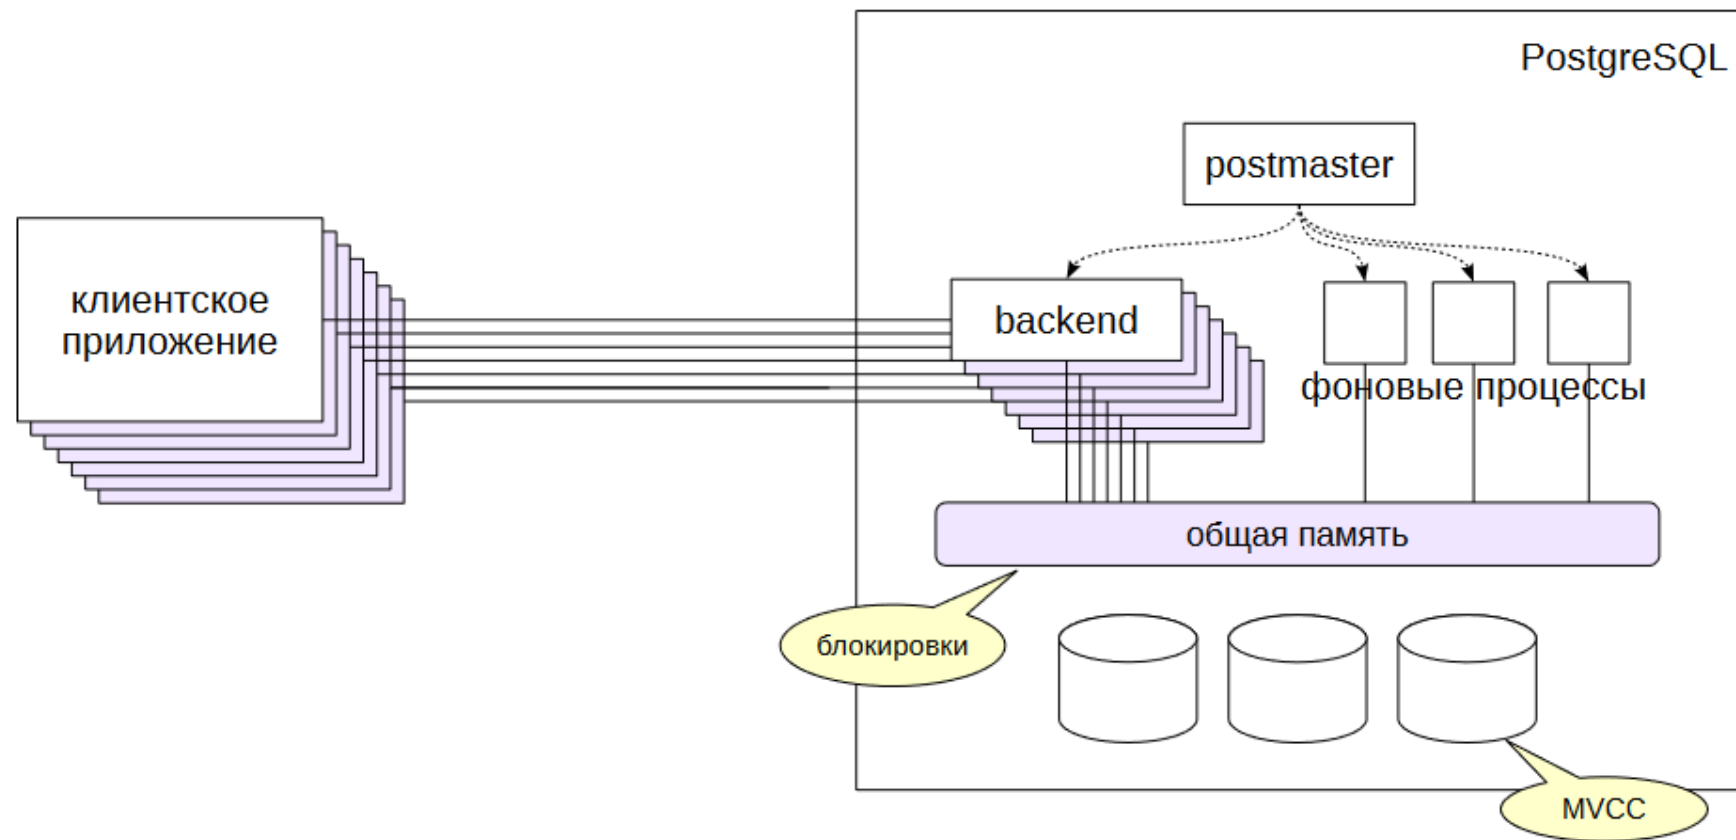 PostgreSQL
postmaster
клиентское
приложение
backend
фоновые процессы
общая память
блокировки
MVCC